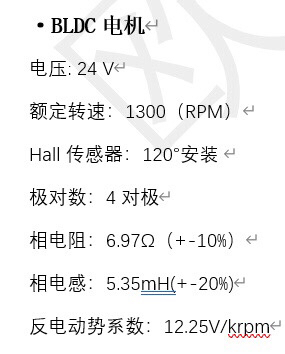 • BLDC 电机
电压: 24 V
额定转速：1300（RPM）
Hall 传感器：120°安装
极对数：4 对极
相电阻：6.97Ω（+-10%）
相电感：5.35mH(+-20%)
反电动势系数：12.25V/krpm